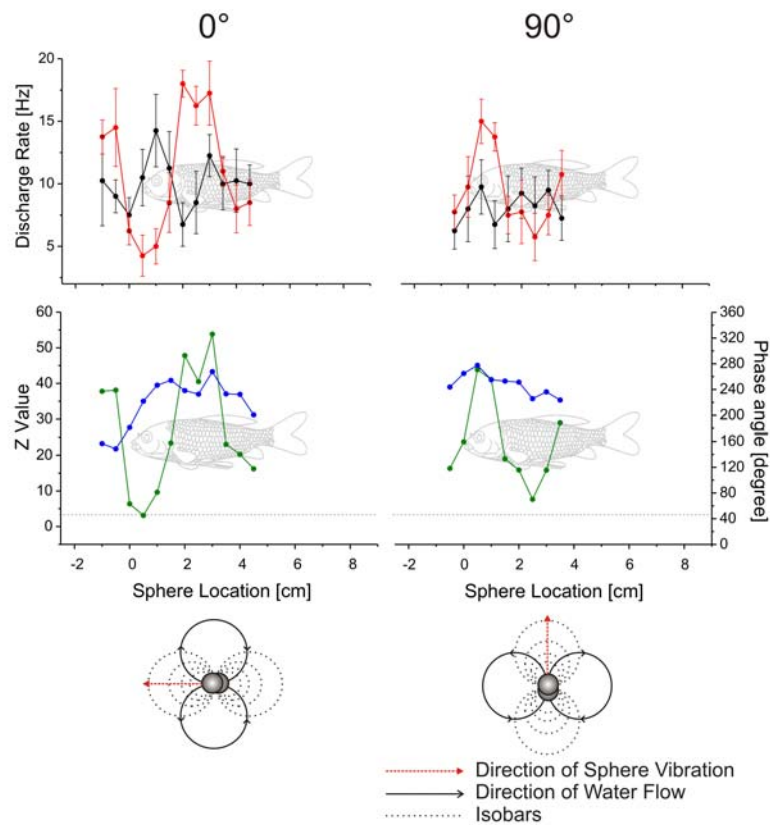 0°
90°
20
15
10
5
Discharge Rate [Hz]
60
50
40
30
20
10
0
Z Value
360
320
280
240
200
160
120
80
40
0
Phase angle [degree]
-2 0 2 4 6 8
-2 0 2 4 6 8
Sphere Location [cm]
Sphere Location [cm]
Direction of Sphere Vibration
Direction of Water Flow
Isobars